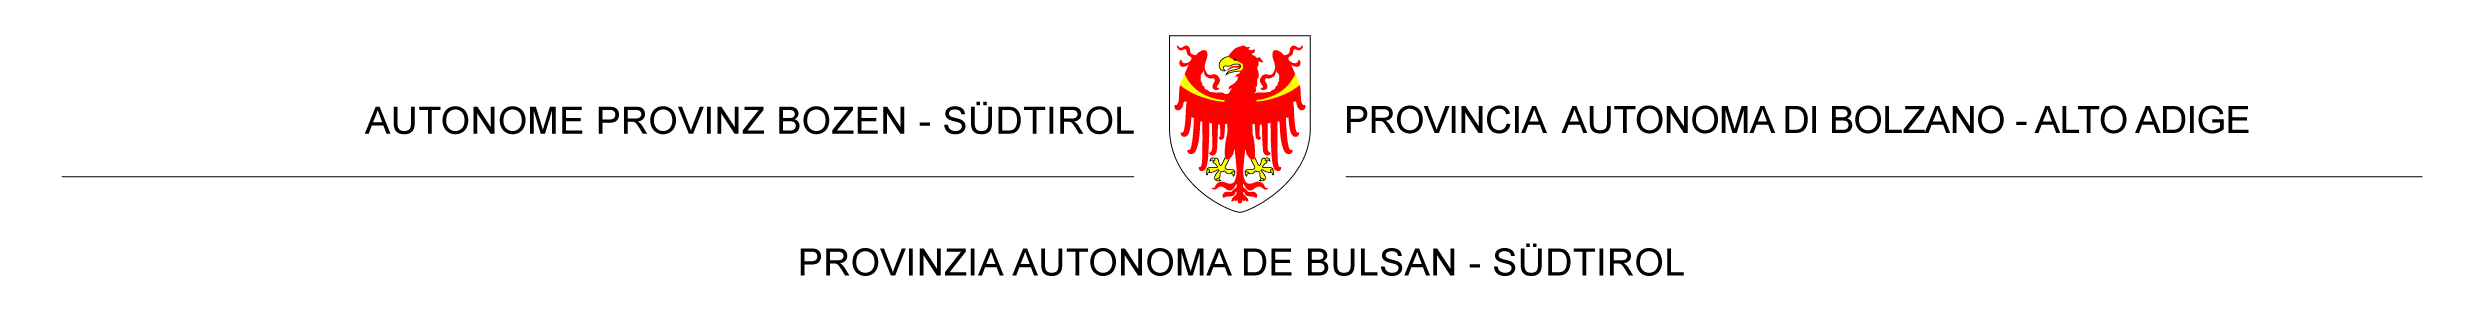 AUTONOME PROVINZ BOZEN - SÜDTIROL
PROVINCIA AUTONOMA DI BOLZANO - ALTO ADIGE
PROVINZIA AUTONOMA DE BULSAN - SÜDTIROL